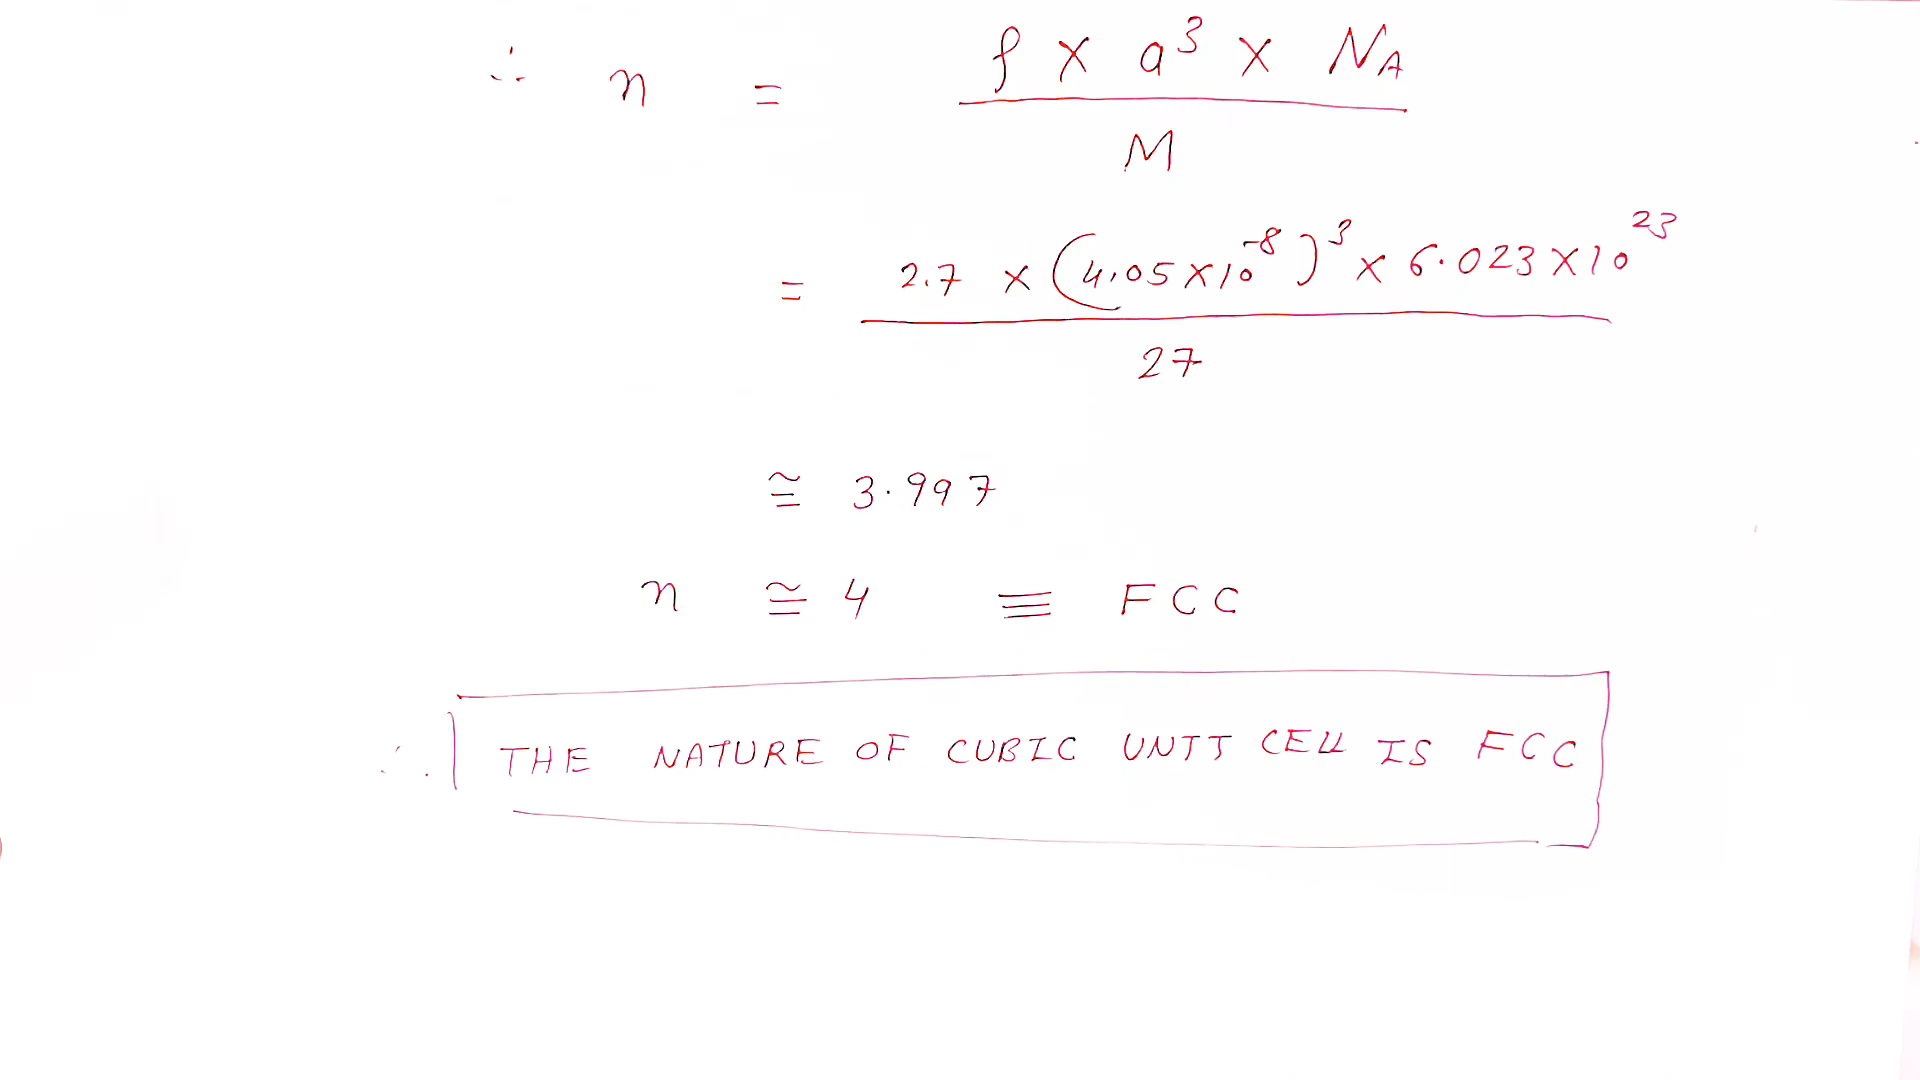 ∴ n = ρ × a³ × N_A
M
= 2.7 × (4.05×10⁻⁸)³ × 6.023×10²³
27
≅ 3.997
n ≅ 4 ≡ FCC
∴ THE NATURE OF CUBIC UNIT CELL IS FCC